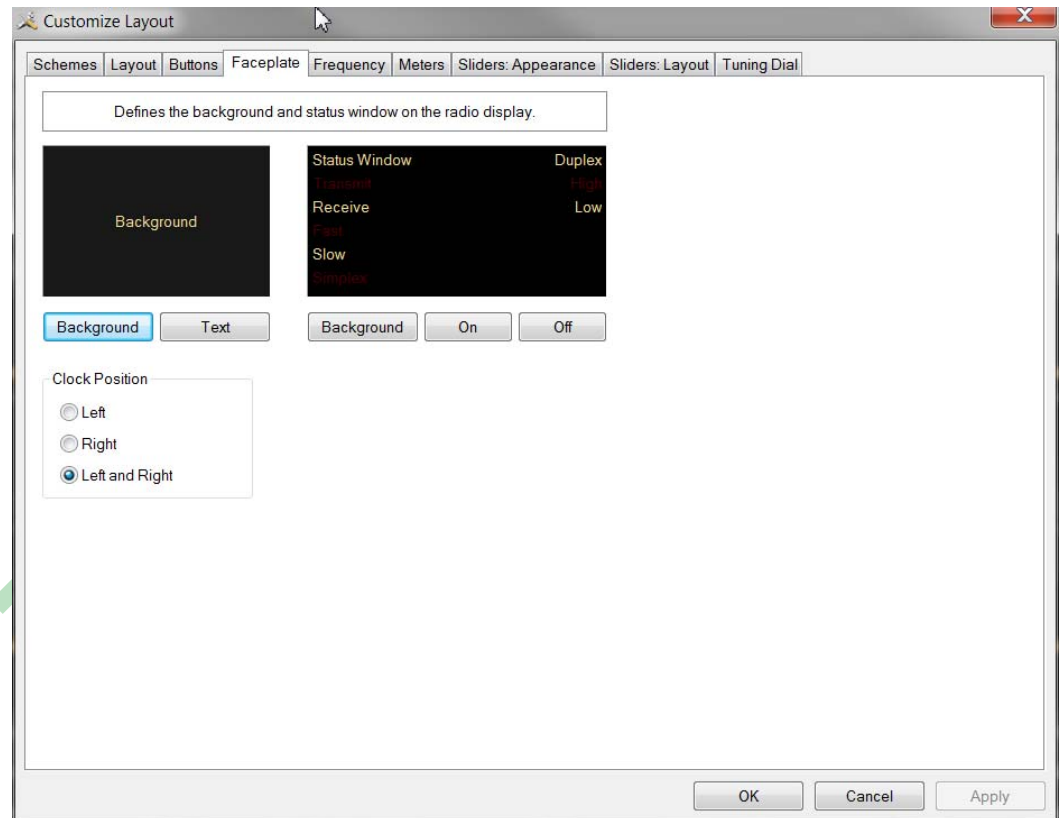 Customize Layout
X
Schemes Layout Buttons Faceplate Frequency Meters Sliders: Appearance Sliders: Layout Tuning Dial
Defines the background and status window on the radio display.
Background
Status Window Duplex
Transmit High
Receive Low
Fast
Slow
Simplex
Background Text
Background On Off
Clock Position
Left
Right
Left and Right
OK Cancel Apply